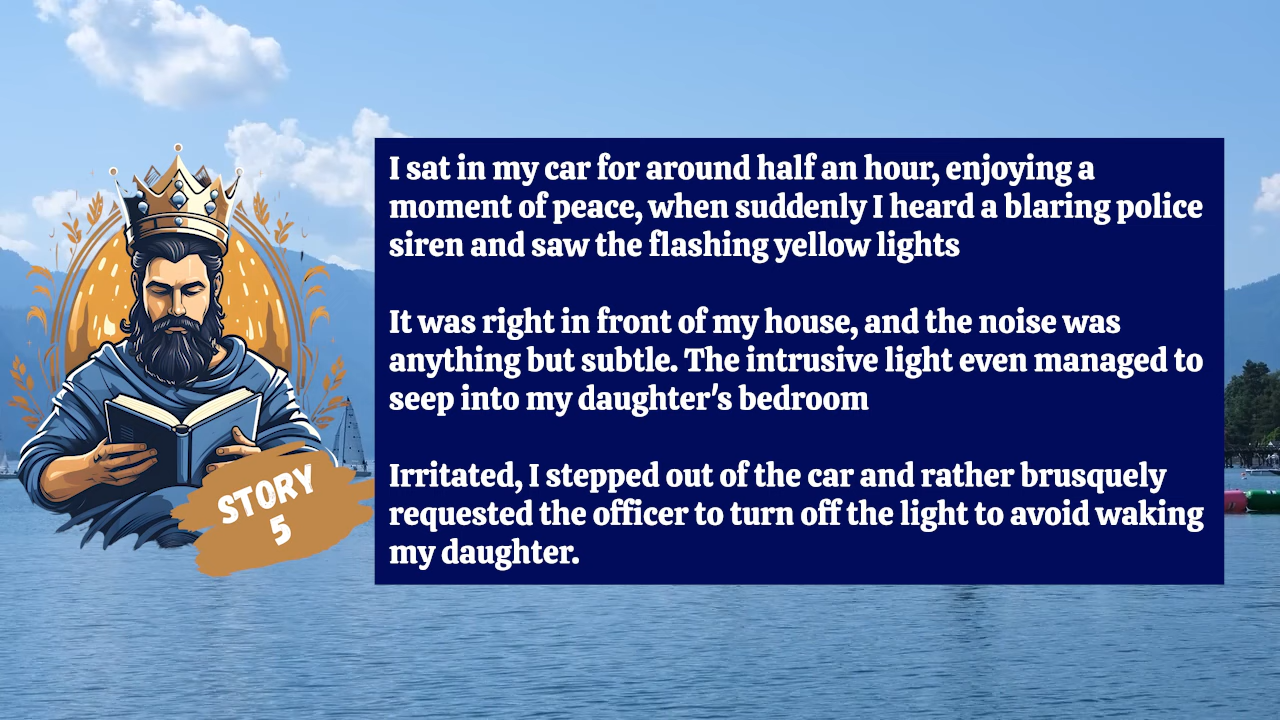 I sat in my car for around half an hour, enjoying a
moment of peace, when suddenly I heard a blaring police
siren and saw the flashing yellow lights
It was right in front of my house, and the noise was
anything but subtle. The intrusive light even managed to
seep into my daughter's bedroom
Irritated, I stepped out of the car and rather brusquely
requested the officer to turn off the light to avoid waking
my daughter.
STORY
5